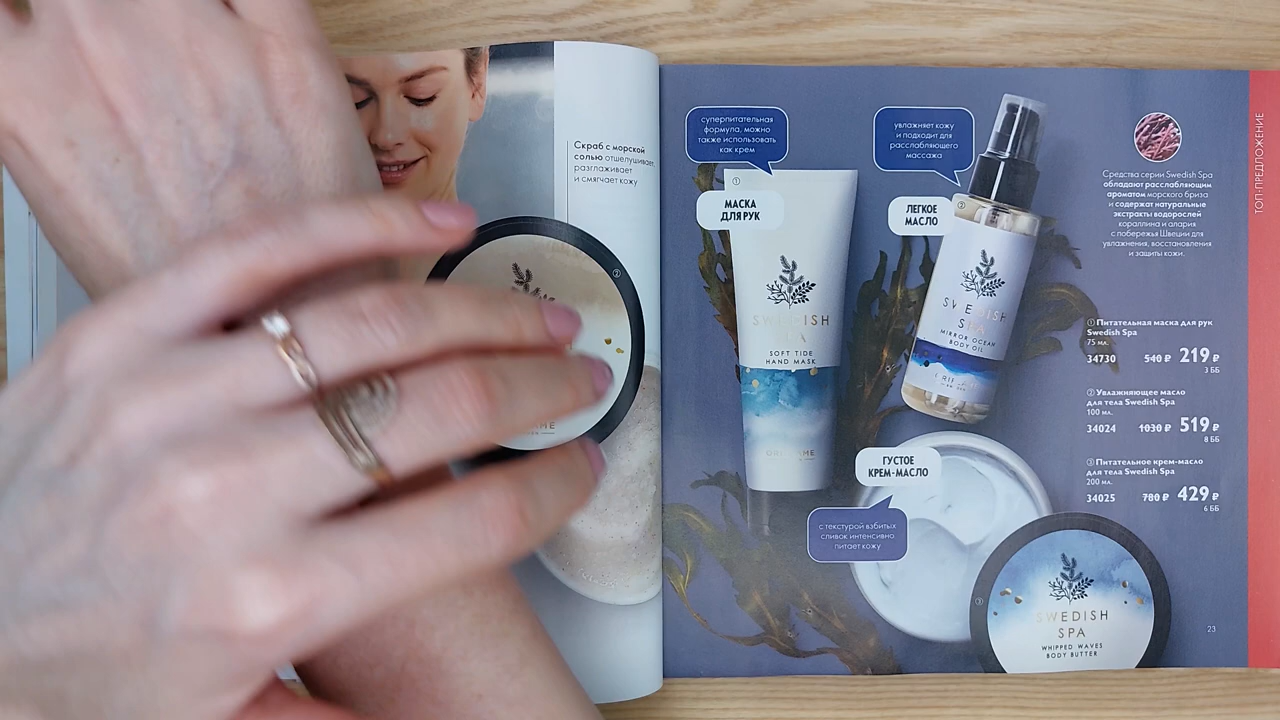 Скраб с морской
солью отшелушивает,
разглаживает
и смягчает кожу
②
суперпитательная
формула, можно
также использовать
как крем
①
МАСКА
ДЛЯ РУК
SWEDISH
SPA
SOFT TIDE
HAND MASK
ORIFLAME
увлажняет кожу
и подходит для
расслабляющего
массажа
②
ЛЕГКОЕ
МАСЛО
SWEDISH
SPA
MIRROR OCEAN
BODY OIL
ГУСТОЕ
КРЕМ-МАСЛО
с текстурой взбитых
сливок интенсивно
питает кожу
③
SWEDISH
SPA
WHIPPED WAVES
BODY BUTTER
Средства серии Swedish Spa
обладают расслабляющим
ароматом морского бриза
и содержат натуральные
экстракты водорослей
кораллина и алария
с побережья Швеции для
увлажнения, восстановления
и защиты кожи.
① Питательная маска для рук
Swedish Spa
75 мл.
34730 540 ₽ 219 ₽
3 ББ
② Увлажняющее масло
для тела Swedish Spa
100 мл.
34024 1030 ₽ 519 ₽
8 ББ
③ Питательное крем-масло
для тела Swedish Spa
200 мл.
34025 780 ₽ 429 ₽
6 ББ
23
ТОП-ПРЕДЛОЖЕНИЕ